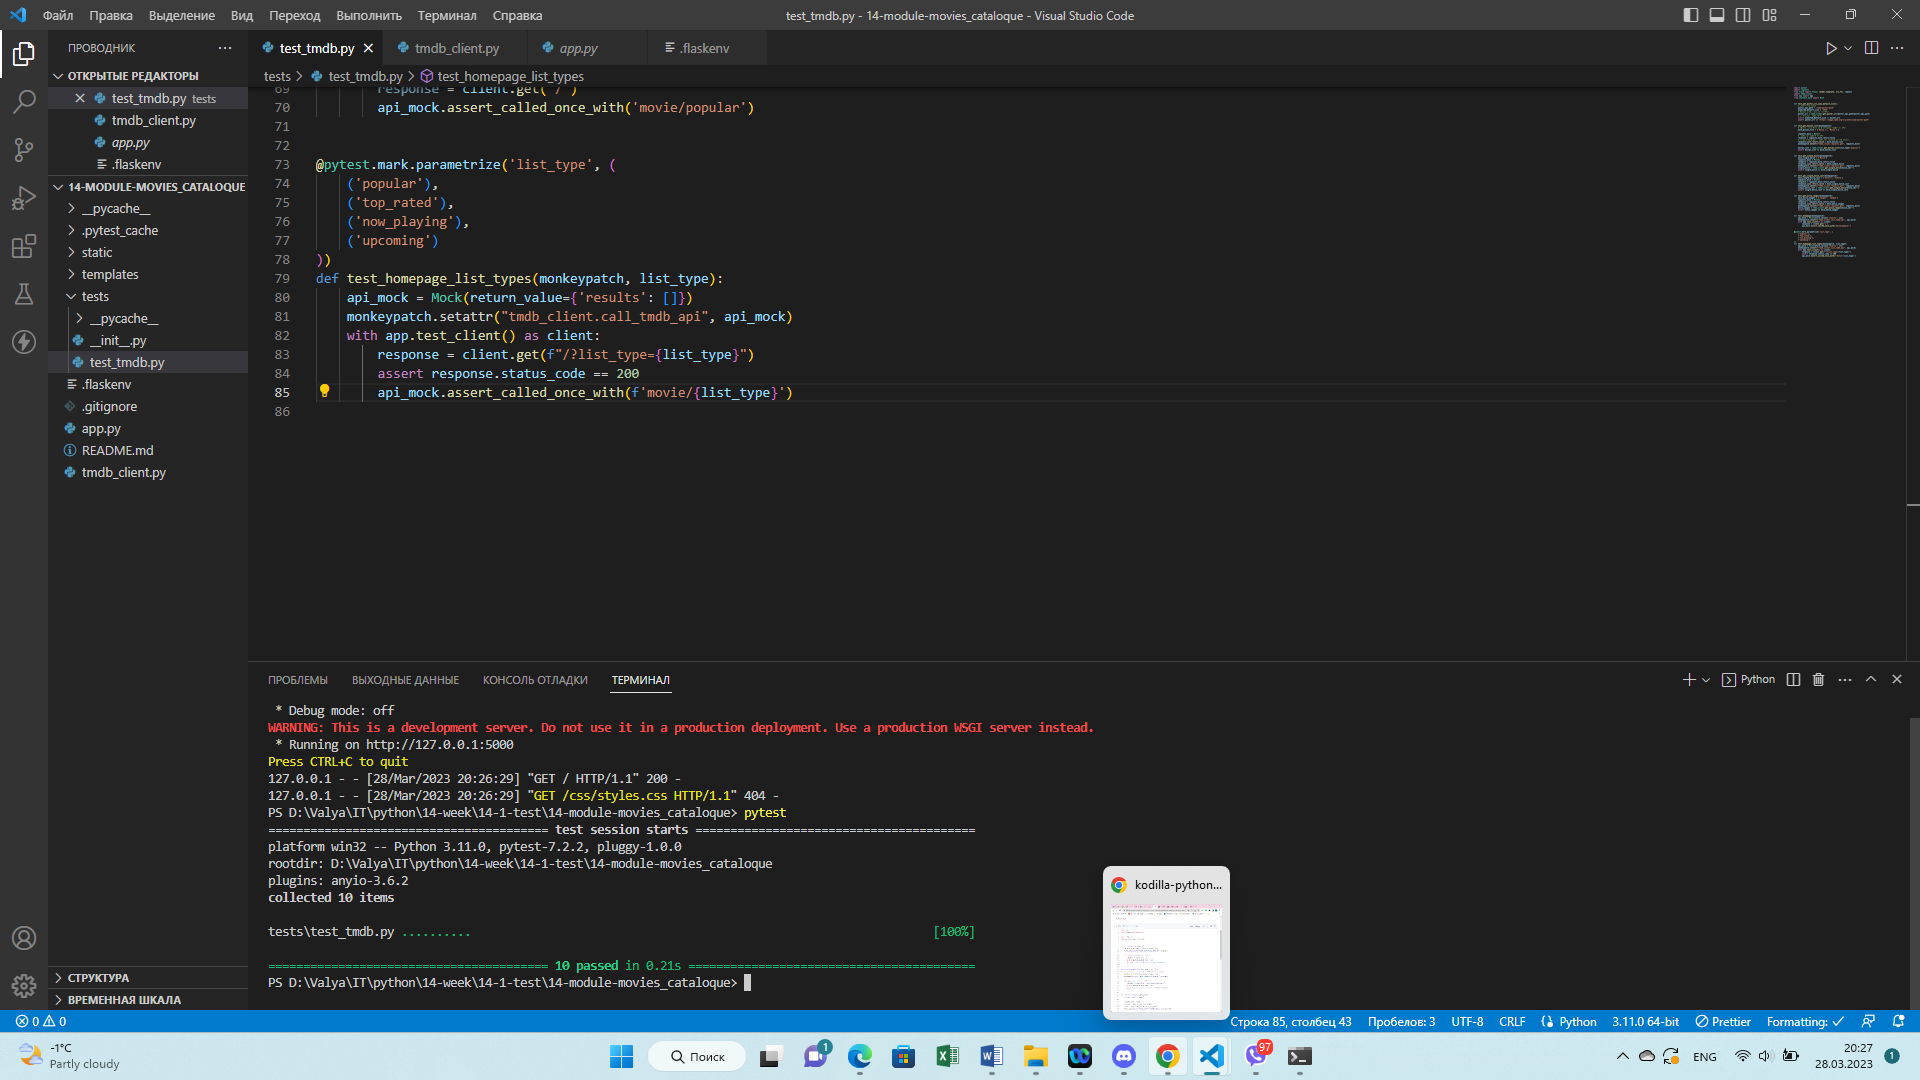 Файл Правка Выделение Вид Переход Выполнить Терминал Справка
test_tmdb.py - 14-module-movies_cataloque - Visual Studio Code
ПРОВОДНИК
ОТКРЫТЫЕ РЕДАКТОРЫ
test_tmdb.py tests
tmdb_client.py
app.py
.flaskenv
14-MODULE-MOVIES_CATALOQUE
__pycache__
.pytest_cache
static
templates
tests
__pycache__
__init__.py
test_tmdb.py
.flaskenv
.gitignore
app.py
README.md
tmdb_client.py
СТРУКТУРА
ВРЕМЕННАЯ ШКАЛА
test_tmdb.py tmdb_client.py app.py .flaskenv
tests > test_tmdb.py > test_homepage_list_types
69 response = client.get('/')
70 api_mock.assert_called_once_with('movie/popular')
71
72
73 @pytest.mark.parametrize('list_type', (
74 ('popular'),
75 ('top_rated'),
76 ('now_playing'),
77 ('upcoming')
78 ))
79 def test_homepage_list_types(monkeypatch, list_type):
80 api_mock = Mock(return_value={'results': []})
81 monkeypatch.setattr("tmdb_client.call_tmdb_api", api_mock)
82 with app.test_client() as client:
83 response = client.get(f"/?list_type={list_type}")
84 assert response.status_code == 200
85 api_mock.assert_called_once_with(f'movie/{list_type}')
86
ПРОБЛЕМЫ ВЫХОДНЫЕ ДАННЫЕ КОНСОЛЬ ОТЛАДКИ ТЕРМИНАЛ
Python
* Debug mode: off
WARNING: This is a development server. Do not use it in a production deployment. Use a production WSGI server instead.
* Running on http://127.0.0.1:5000
Press CTRL+C to quit
127.0.0.1 - - [28/Mar/2023 20:26:29] "GET / HTTP/1.1" 200 -
127.0.0.1 - - [28/Mar/2023 20:26:29] "GET /css/styles.css HTTP/1.1" 404 -
PS D:\Valya\IT\python\14-week\14-1-test\14-module-movies_cataloque> pytest
======================================== test session starts ========================================
platform win32 -- Python 3.11.0, pytest-7.2.2, pluggy-1.0.0
rootdir: D:\Valya\IT\python\14-week\14-1-test\14-module-movies_cataloque
plugins: anyio-3.6.2
collected 10 items
tests\test_tmdb.py .......... [100%]
======================================== 10 passed in 0.21s =========================================
PS D:\Valya\IT\python\14-week\14-1-test\14-module-movies_cataloque>
kodilla-python...
0 0
Строка 85, столбец 43 Пробелов: 3 UTF-8 CRLF Python 3.11.0 64-bit Prettier Formatting:
-1°C
Partly cloudy
Поиск
1
97
ENG
20:27
28.03.2023
1